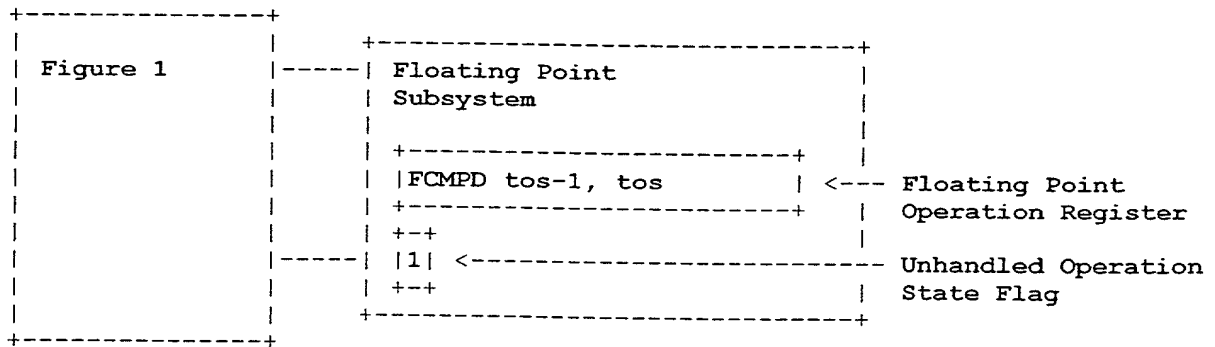 Figure 1
Floating Point
Subsystem
FCMPD tos-1, tos
<--- Floating Point
Operation Register
1
<--- Unhandled Operation
State Flag